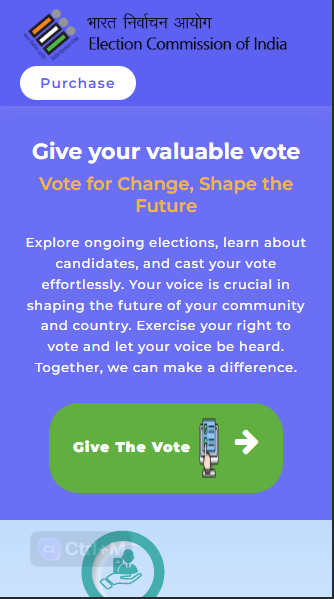 भारत निर्वाचन आयोग
Election Commission of India
Purchase
Give your valuable vote
Vote for Change, Shape the
Future
Explore ongoing elections, learn about
candidates, and cast your vote
effortlessly. Your voice is crucial in
shaping the future of your community
and country. Exercise your right to
vote and let your voice be heard.
Together, we can make a difference.
Give The Vote
CS Ctrl+M